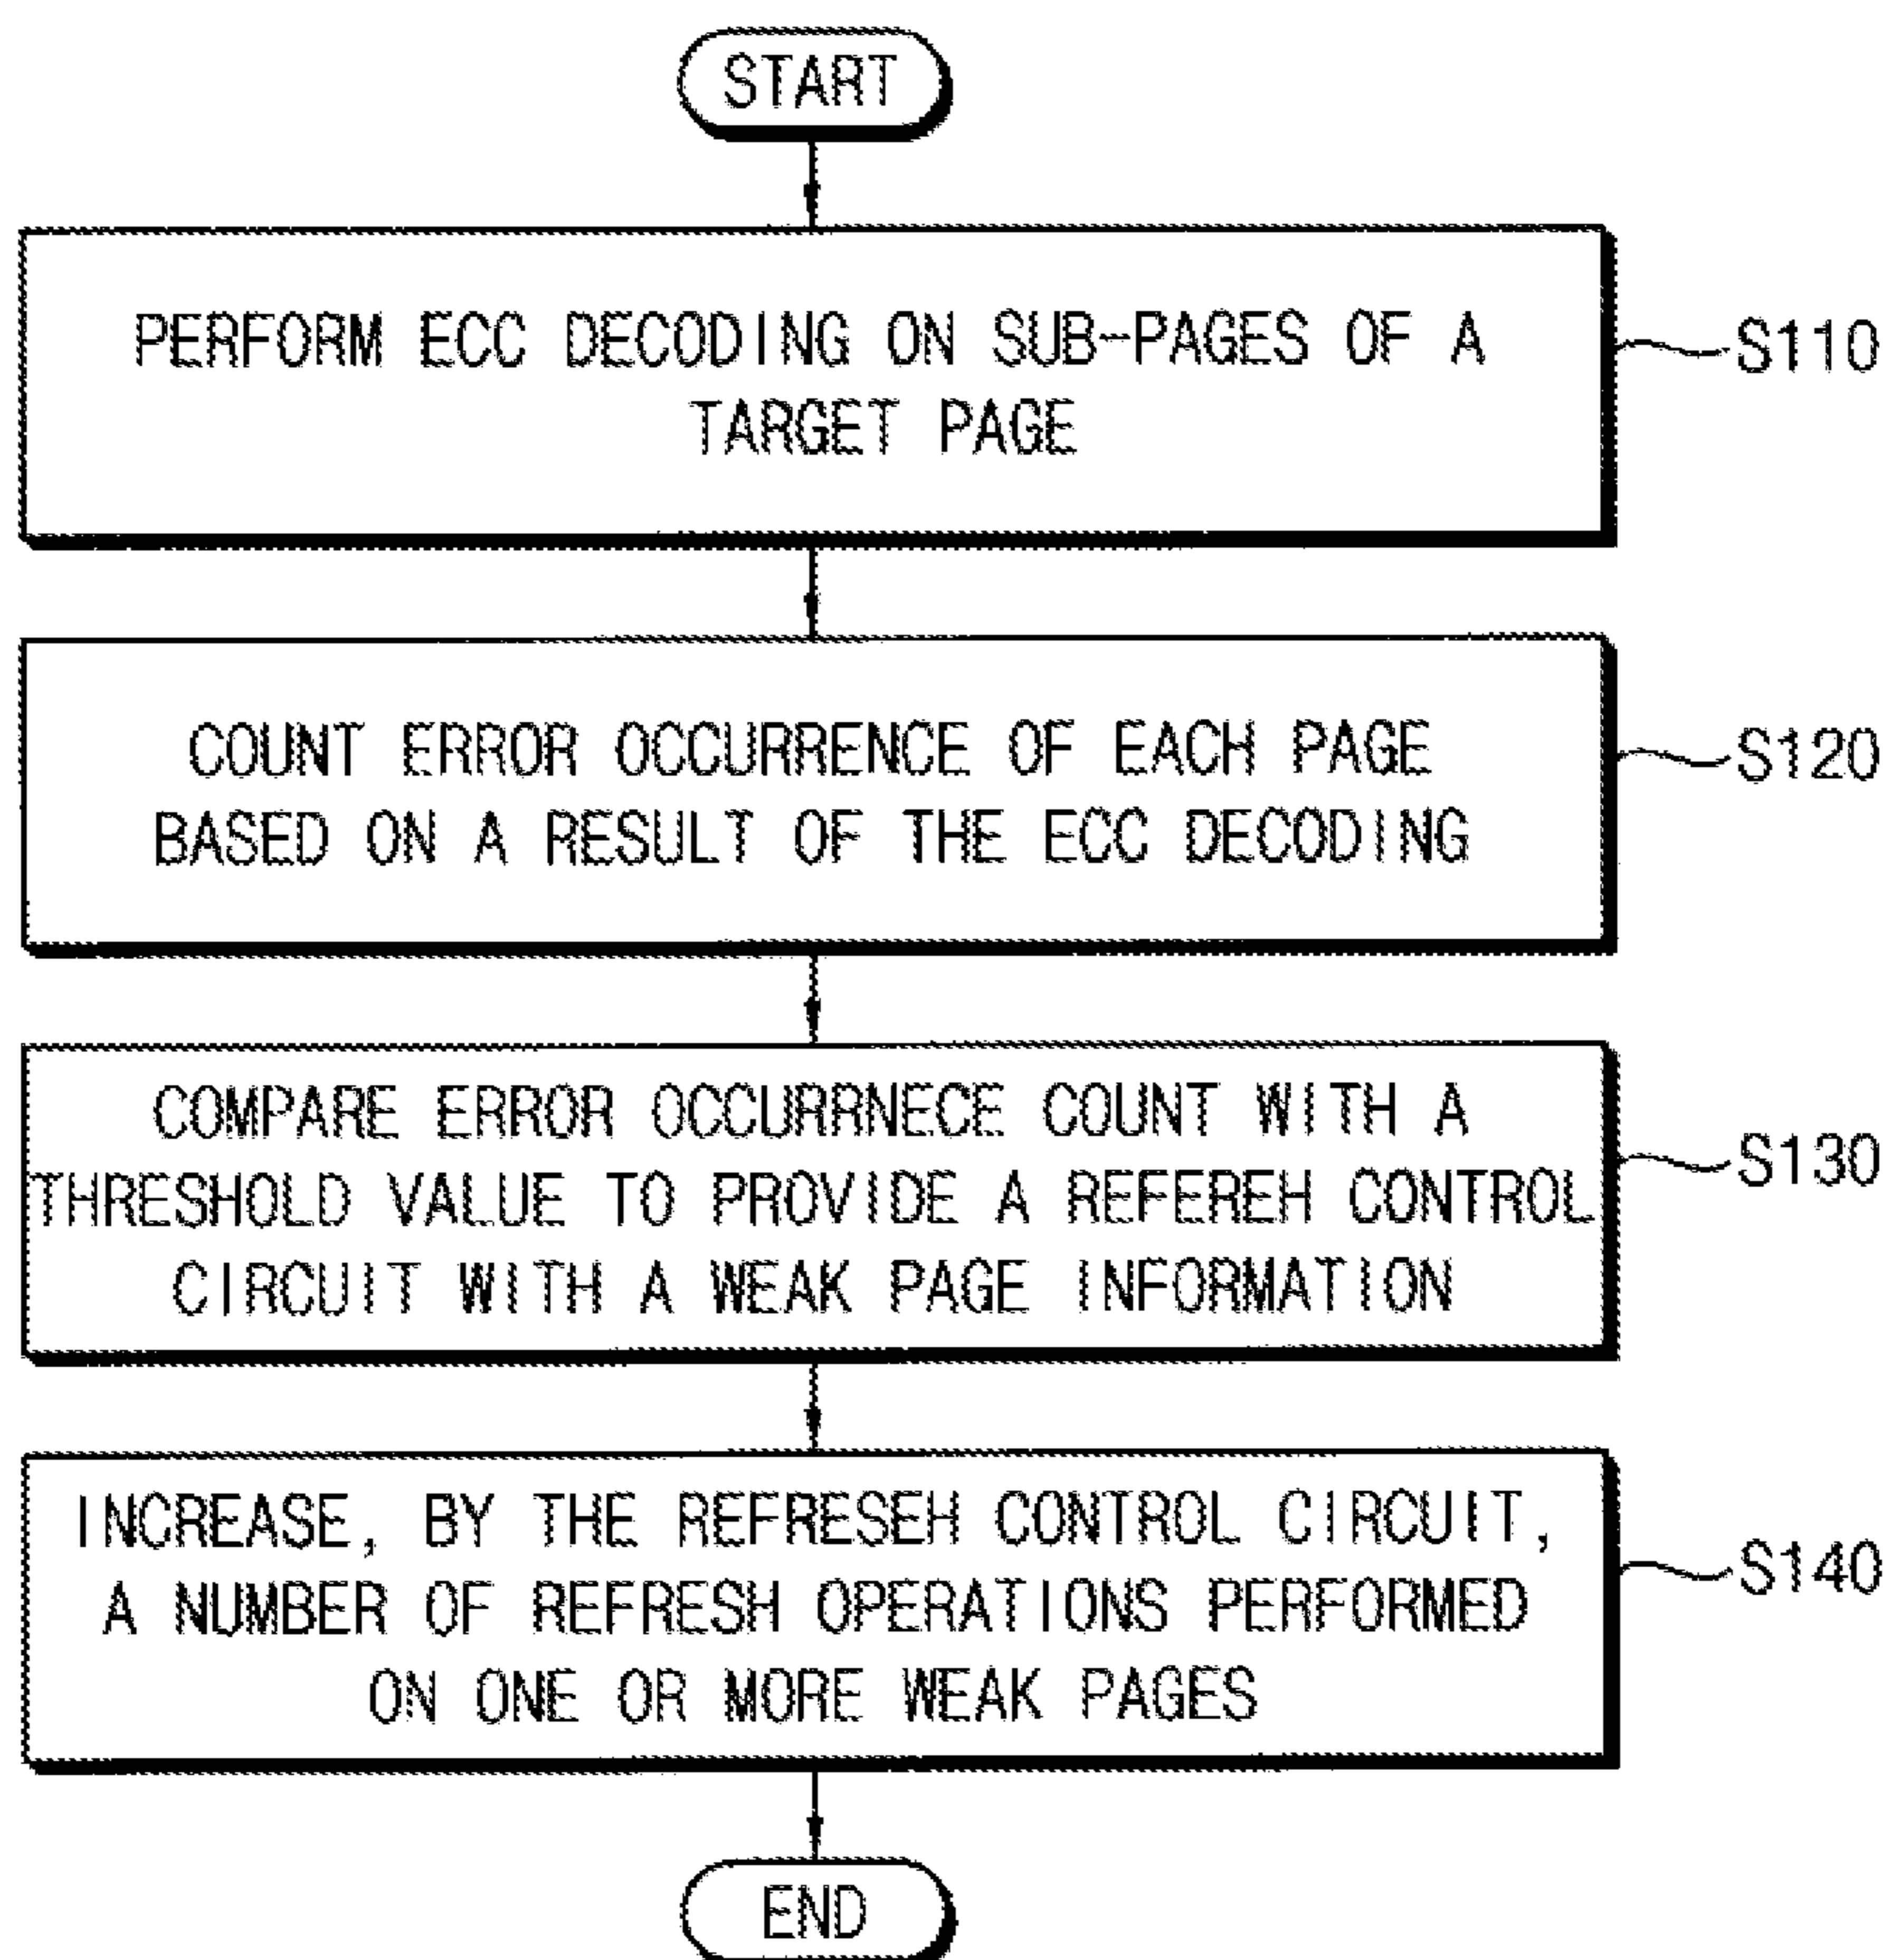 START
PERFORM ECC DECODING ON SUB-PAGES OF A
TARGET PAGE
S110
COUNT ERROR OCCURRENCE OF EACH PAGE
BASED ON A RESULT OF THE ECC DECODING
S120
COMPARE ERROR OCCURRNECE COUNT WITH A
THRESHOLD VALUE TO PROVIDE A REFEREH CONTROL
CIRCUIT WITH A WEAK PAGE INFORMATION
S130
INCREASE, BY THE REFRESEH CONTROL CIRCUIT,
A NUMBER OF REFRESH OPERATIONS PERFORMED
ON ONE OR MORE WEAK PAGES
S140
END